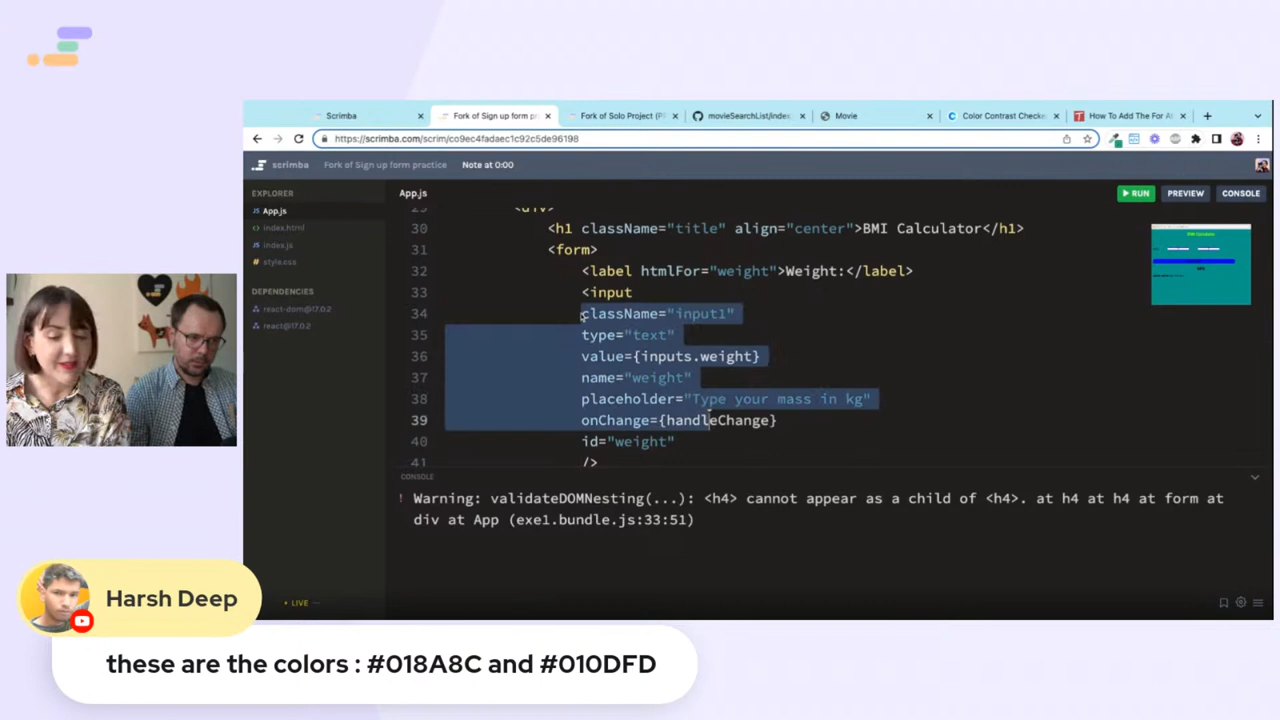 Scrimba
Fork of Sign up form pr
Fork of Solo Project (PF
movieSearchList/index.
Movie
Color Contrast Checke
How To Add The For At
https://scrimba.com/scrim/co9ec4fadaec1c92c5de96198
scrimba
Fork of Sign up form practice
Note at 0:00
EXPLORER
App.js
index.html
index.js
style.css
DEPENDENCIES
react-dom@17.0.2
react@17.0.2
App.js
RUN
PREVIEW
CONSOLE
29 <div>
30 <h1 className="title" align="center">BMI Calculator</h1>
31 <form>
32 <label htmlFor="weight">Weight:</label>
33 <input
34 className="input1"
35 type="text"
36 value={inputs.weight}
37 name="weight"
38 placeholder="Type your mass in kg"
39 onChange={handleChange}
40 id="weight"
41 />
CONSOLE
! Warning: validateDOMNesting(...): <h4> cannot appear as a child of <h4>. at h4 at h4 at form at
div at App (exe1.bundle.js:33:51)
LIVE
Harsh Deep
these are the colors : #018A8C and #010DFD